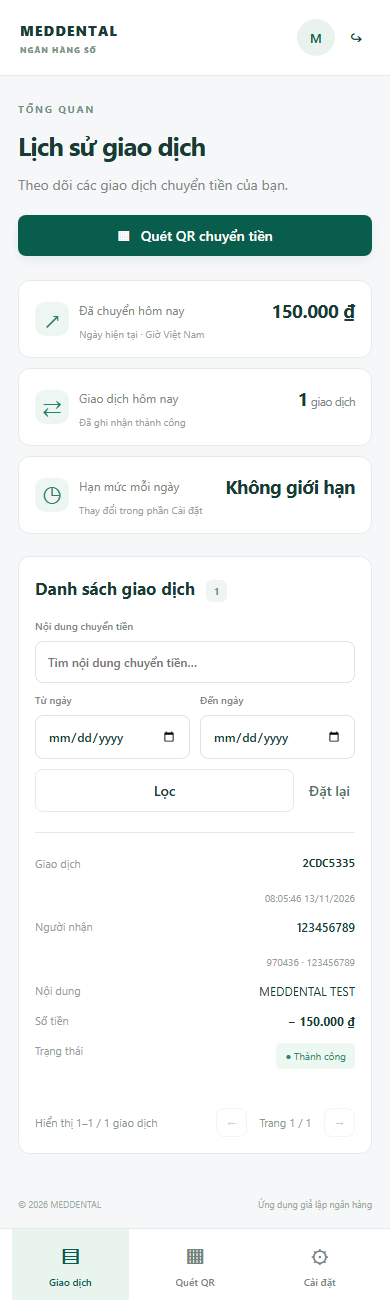 MEDDENTAL
NGÂN HÀNG SỐ
M
TỔNG QUAN
Lịch sử giao dịch
Theo dõi các giao dịch chuyển tiền của bạn.
Quét QR chuyển tiền
Đã chuyển hôm nay
150.000 ₫
Ngày hiện tại · Giờ Việt Nam
Giao dịch hôm nay
1 giao dịch
Đã ghi nhận thành công
Hạn mức mỗi ngày
Không giới hạn
Thay đổi trong phần Cài đặt
Danh sách giao dịch 1
Nội dung chuyển tiền
Tìm nội dung chuyển tiền...
Từ ngày Đến ngày
mm/dd/yyyy mm/dd/yyyy
Lọc Đặt lại
Giao dịch 2CDC5335
08:05:46 13/11/2026
Người nhận 123456789
970436 · 123456789
Nội dung MEDDENTAL TEST
Số tiền − 150.000 ₫
Trạng thái ● Thành công
Hiển thị 1–1 / 1 giao dịch ← Trang 1 / 1 →
© 2026 MEDDENTAL Ứng dụng giả lập ngân hàng
Giao dịch Quét QR Cài đặt